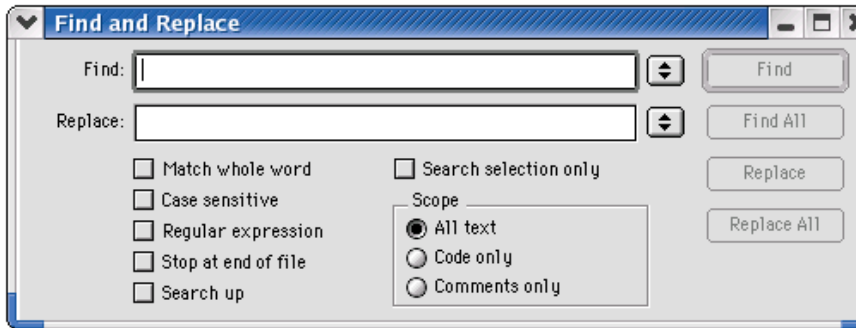 Find and Replace
Find:
Find
Replace:
Find All
Match whole word
Search selection only
Replace
Case sensitive
Scope
Regular expression
All text
Replace All
Stop at end of file
Code only
Search up
Comments only